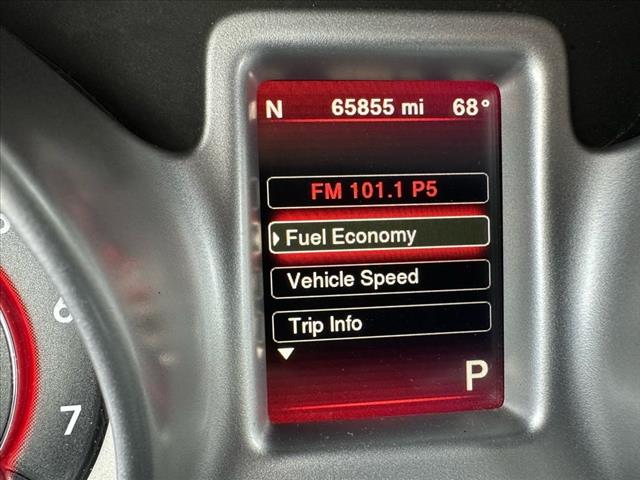 N 65855 mi 68°
FM 101.1 P5
Fuel Economy
Vehicle Speed
Trip Info
P
6
7